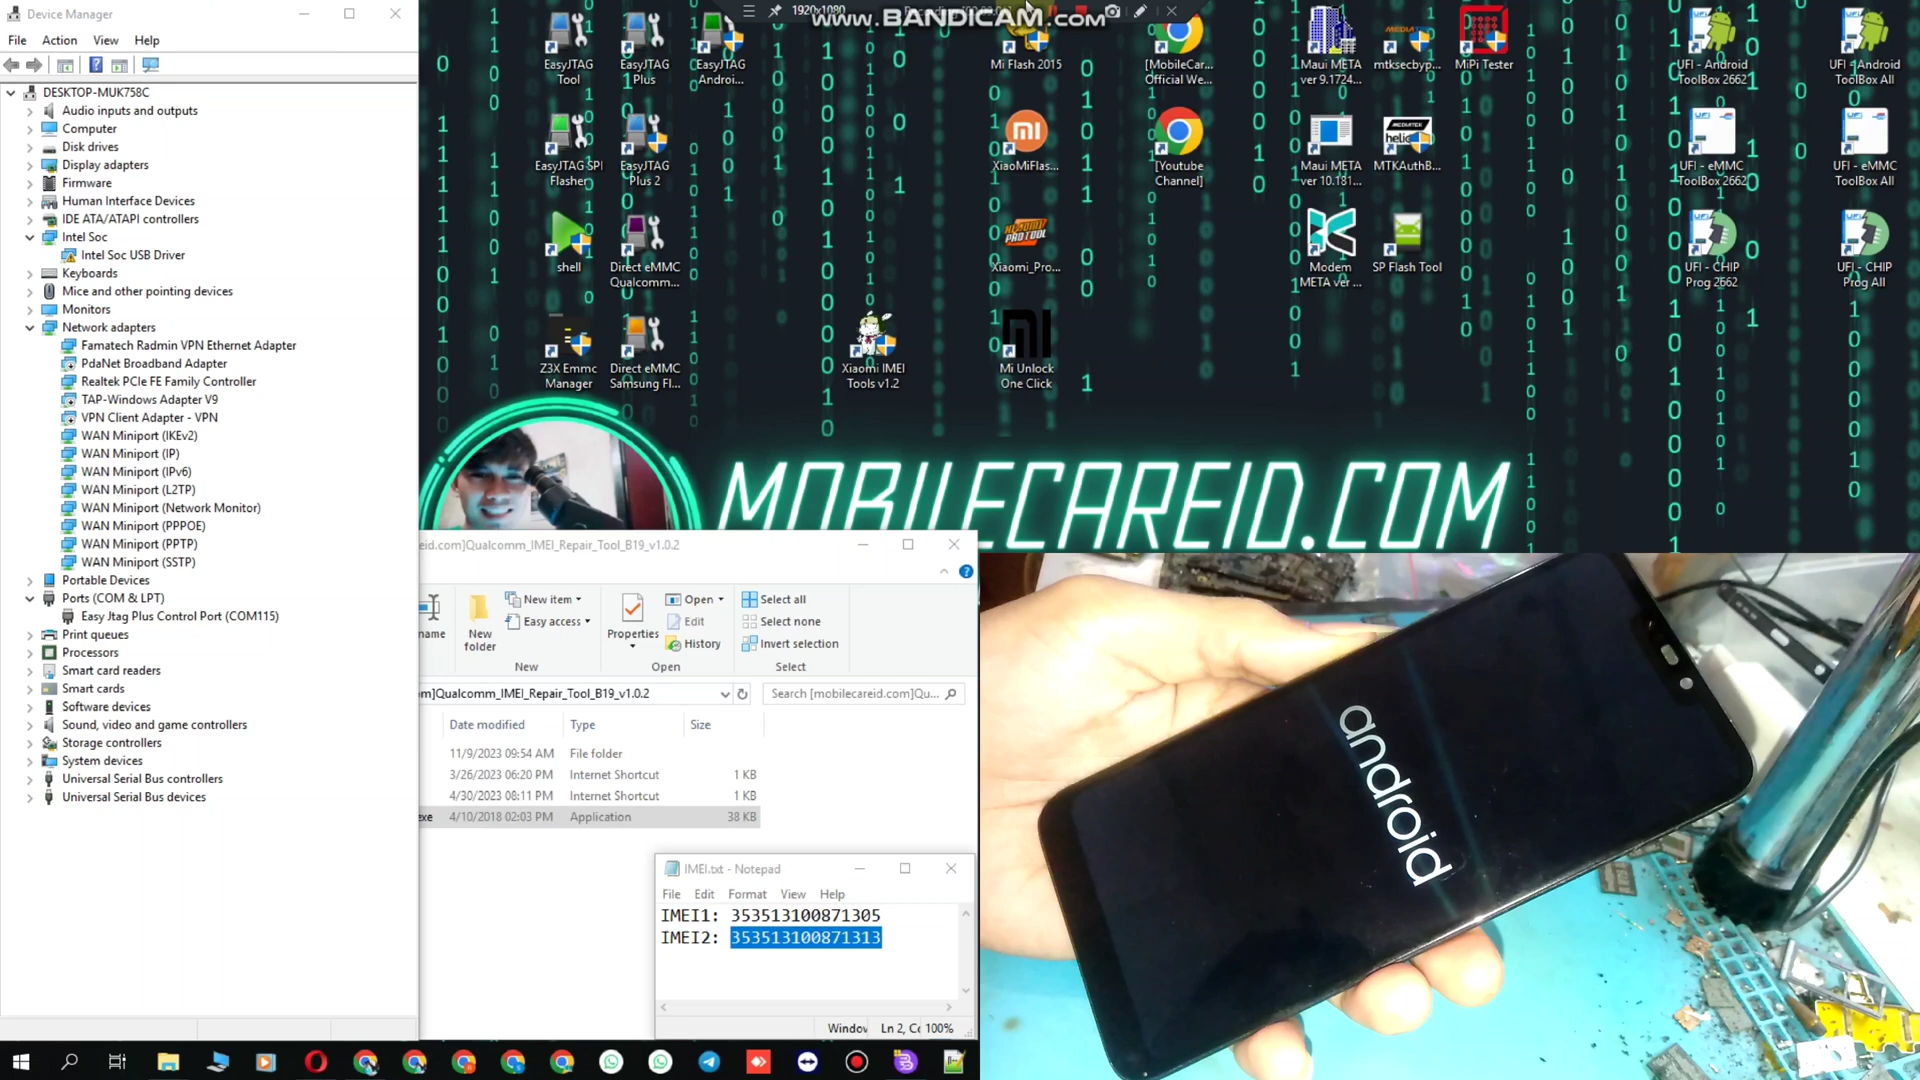 Device Manager
File Action View Help
DESKTOP-MUK758C
Audio inputs and outputs
Computer
Disk drives
Display adapters
Firmware
Human Interface Devices
IDE ATA/ATAPI controllers
Intel Soc
Intel Soc USB Driver
Keyboards
Mice and other pointing devices
Monitors
Network adapters
Famatech Radmin VPN Ethernet Adapter
PdaNet Broadband Adapter
Realtek PCIe FE Family Controller
TAP-Windows Adapter V9
VPN Client Adapter - VPN
WAN Miniport (IKEv2)
WAN Miniport (IP)
WAN Miniport (IPv6)
WAN Miniport (L2TP)
WAN Miniport (Network Monitor)
WAN Miniport (PPPOE)
WAN Miniport (PPTP)
WAN Miniport (SSTP)
Portable Devices
Ports (COM & LPT)
Easy Jtag Plus Control Port (COM115)
Print queues
Processors
Smart card readers
Smart cards
Software devices
Sound, video and game controllers
Storage controllers
System devices
Universal Serial Bus controllers
Universal Serial Bus devices
1920x1080
www.BANDICAM.com
EasyJTAG Tool
EasyJTAG Plus
EasyJTAG Androi...
Mi Flash 2015
[MobileCar... Official We...
Maui META ver 9.1724...
mtksecbyp...
MiPi Tester
UFI - Android ToolBox 2662
UFI - Android ToolBox All
EasyJTAG SPI Flasher
EasyJTAG Plus 2
XiaoMiFlas...
[Youtube Channel]
Maui META ver 10.181...
MTKAuthB...
UFI - eMMC ToolBox 2662
UFI - eMMC ToolBox All
shell
Direct eMMC Qualcomm...
Xiaomi_Pro...
Modem META ver ...
SP Flash Tool
UFI - CHIP Prog 2662
UFI - CHIP Prog All
Z3X Emmc Manager
Direct eMMC Samsung Fl...
Xiaomi IMEI Tools v1.2
Mi Unlock One Click
MOBILECAREID.COM
eid.com]Qualcomm_IMEI_Repair_Tool_B19_v1.0.2
New item
Easy access
New folder
New
Properties
Open
Edit
History
Open
Select all
Select none
Invert selection
Select
name
om]Qualcomm_IMEI_Repair_Tool_B19_v1.0.2
Search [mobilecareid.com]Qu...
Date modified Type Size
11/9/2023 09:54 AM File folder
3/26/2023 06:20 PM Internet Shortcut 1 KB
4/30/2023 08:11 PM Internet Shortcut 1 KB
exe 4/10/2018 02:03 PM Application 38 KB
IMEI.txt - Notepad
File Edit Format View Help
IMEI1: 353513100871305
IMEI2: 353513100871313
Window Ln 2, Cc 100%
android